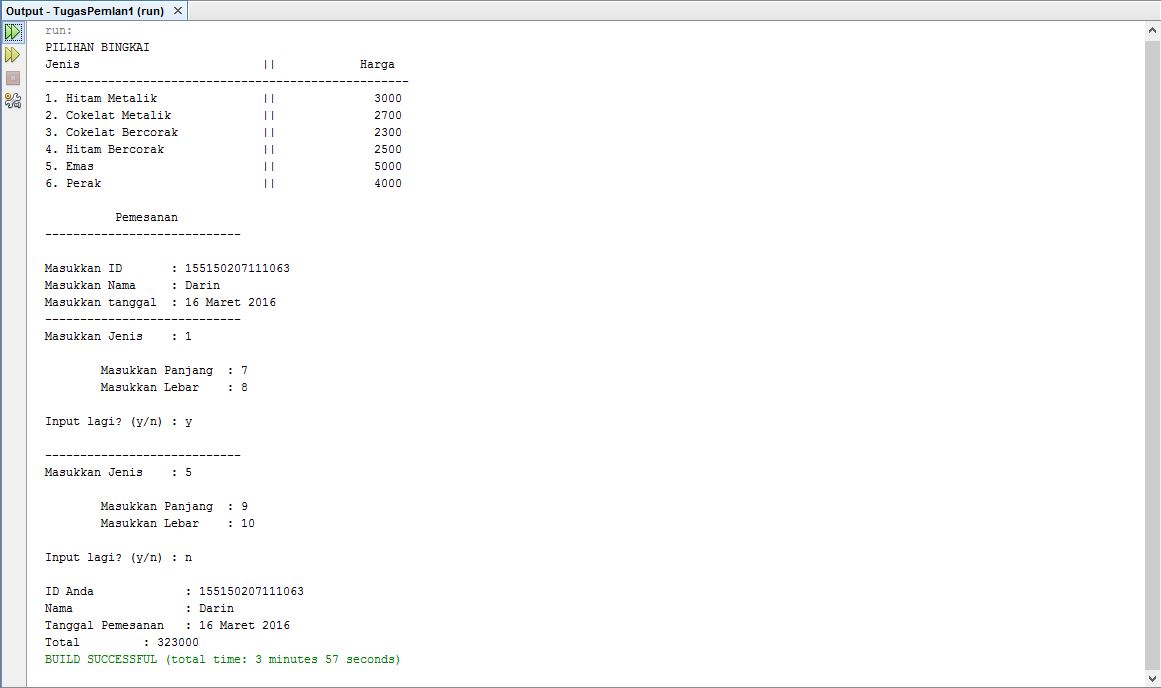 Output - TugasPemlan1 (run)
run:
PILIHAN BINGKAI
Jenis                          ||            Harga
----------------------------------------------------
1. Hitam Metalik               ||              3000
2. Cokelat Metalik             ||              2700
3. Cokelat Bercorak            ||              2300
4. Hitam Bercorak              ||              2500
5. Emas                        ||              5000
6. Perak                       ||              4000
          Pemesanan
----------------------------
Masukkan ID       : 155150207111063
Masukkan Nama     : Darin
Masukkan tanggal  : 16 Maret 2016
----------------------------
Masukkan Jenis    : 1
        Masukkan Panjang  : 7
        Masukkan Lebar    : 8
Input lagi? (y/n) : y
----------------------------
Masukkan Jenis    : 5
        Masukkan Panjang  : 9
        Masukkan Lebar    : 10
Input lagi? (y/n) : n
ID Anda             : 155150207111063
Nama                : Darin
Tanggal Pemesanan   : 16 Maret 2016
Total         : 323000
BUILD SUCCESSFUL (total time: 3 minutes 57 seconds)